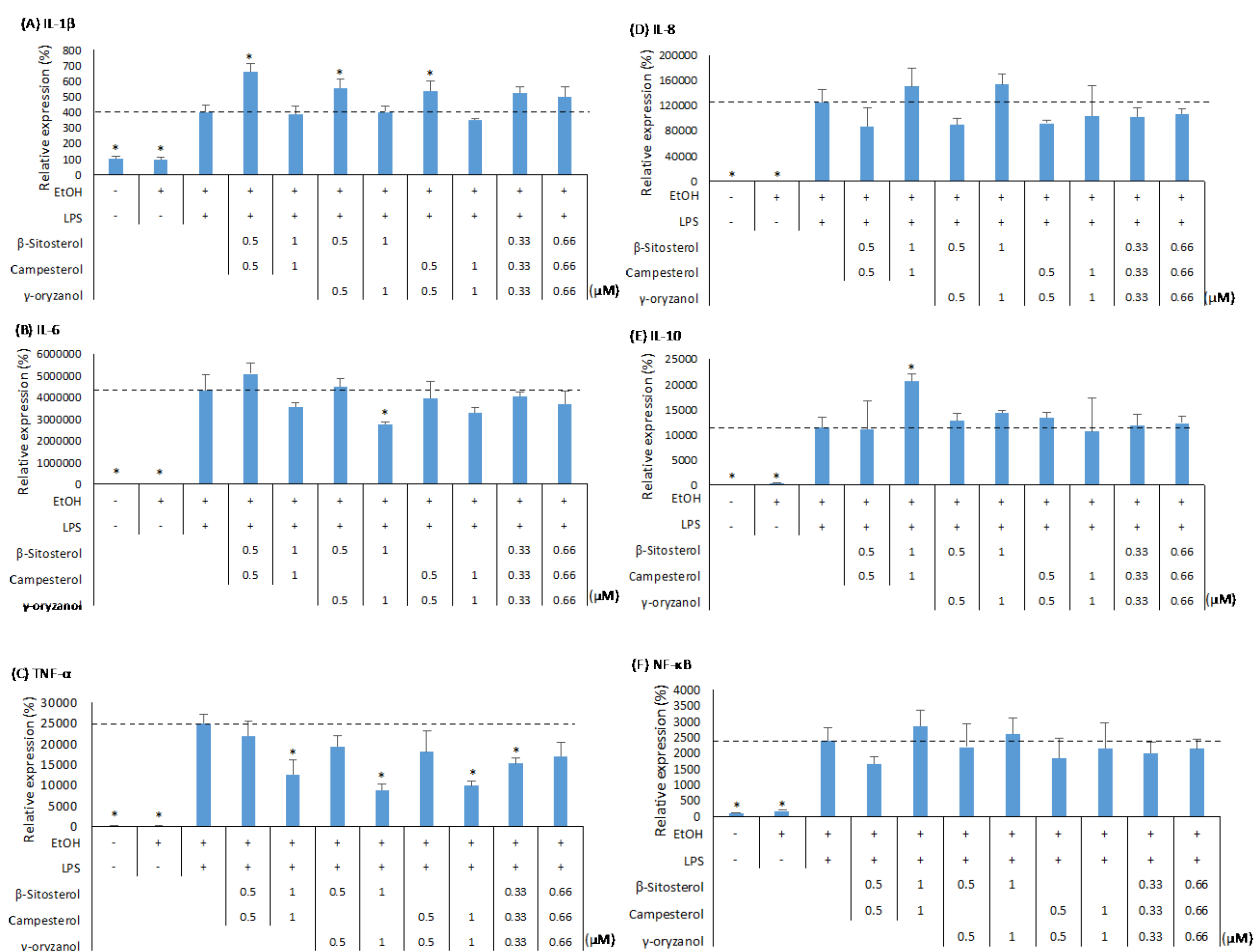 (A) IL-1β
Relative expression (%)
800
700
600
500
400
300
200
100
0
* * * * *
EtOH - + + + + + + + + + +
LPS - - + + + + + + + + +
β-Sitosterol 0.5 1 0.5 1 0.33 0.66
Campesterol 0.5 1 0.5 1 0.33 0.66
γ-oryzanol 0.5 1 0.5 1 0.33 0.66 (μM)
(B) IL-6
Relative expression (%)
6000000
5000000
4000000
3000000
2000000
1000000
0
* * *
EtOH - + + + + + + + + + +
LPS - - + + + + + + + + +
β-Sitosterol 0.5 1 0.5 1 0.33 0.66
Campesterol 0.5 1 0.5 1 0.33 0.66
γ-oryzanol 0.5 1 0.5 1 0.33 0.66 (μM)
(C) TNF-α
Relative expression (%)
30000
25000
20000
15000
10000
5000
0
* * * * * *
EtOH - + + + + + + + + + +
LPS - - + + + + + + + + +
β-Sitosterol 0.5 1 0.5 1 0.33 0.66
Campesterol 0.5 1 0.5 1 0.33 0.66
γ-oryzanol 0.5 1 0.5 1 0.33 0.66 (μM)
(D) IL-8
Relative expression (%)
200000
160000
120000
80000
40000
0
* *
EtOH - + + + + + + + + + +
LPS - - + + + + + + + + +
β-Sitosterol 0.5 1 0.5 1 0.33 0.66
Campesterol 0.5 1 0.5 1 0.33 0.66
γ-oryzanol 0.5 1 0.5 1 0.33 0.66 (μM)
(E) IL-10
Relative expression (%)
25000
20000
15000
10000
5000
0
* * *
EtOH - + + + + + + + + + +
LPS - - + + + + + + + + +
β-Sitosterol 0.5 1 0.5 1 0.33 0.66
Campesterol 0.5 1 0.5 1 0.33 0.66
γ-oryzanol 0.5 1 0.5 1 0.33 0.66 (μM)
(F) NF-κB
Relative expression (%)
4000
3500
3000
2500
2000
1500
1000
500
0
* *
EtOH - + + + + + + + + + +
LPS - - + + + + + + + + +
β-Sitosterol 0.5 1 0.5 1 0.33 0.66
Campesterol 0.5 1 0.5 1 0.33 0.66
γ-oryzanol 0.5 1 0.5 1 0.33 0.66 (μM)